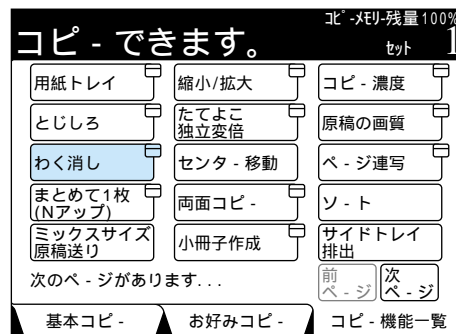 コピ-メモリ-残量100%
コピ-できます。
セット 1
用紙トレイ 縮小/拡大 コピ-濃度
とじしろ たてよこ独立変倍 原稿の画質
わく消し センタ-移動 ペ-ジ連写
まとめて1枚(Nアップ) 両面コピ- ソ-ト
ミックスサイズ原稿送り 小冊子作成 サイドトレイ排出
次のペ-ジがあります... 前ペ-ジ 次ペ-ジ
基本コピ- お好みコピ- コピ-機能一覧